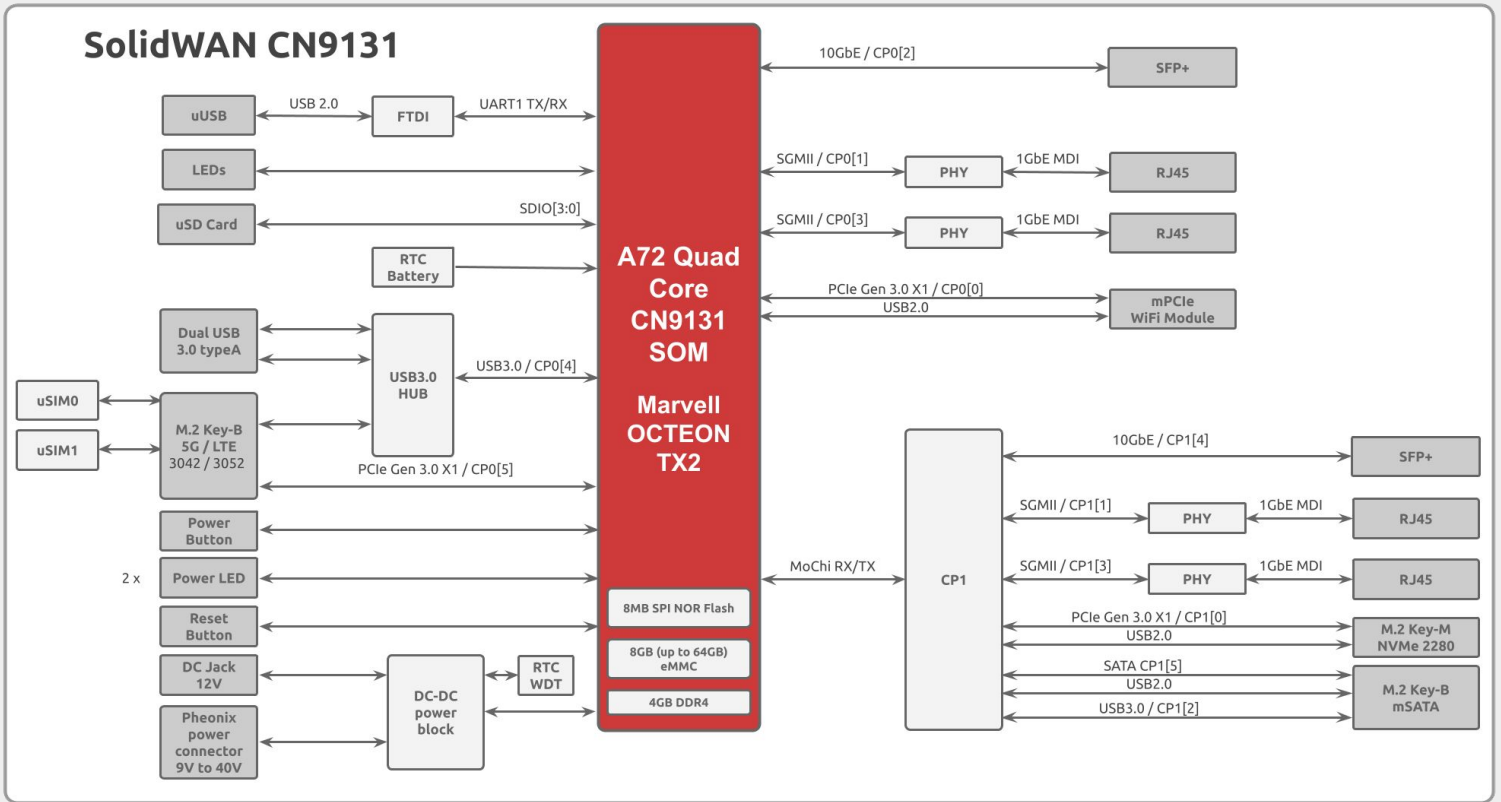 SolidWAN CN9131
uUSB
USB 2.0
FTDI
UART1 TX/RX
LEDs
uSD Card
SDIO[3:0]
RTC
Battery
Dual USB
3.0 typeA
USB3.0
HUB
USB3.0 / CP0[4]
uSIM0
uSIM1
M.2 Key-B
5G / LTE
3042 / 3052
PCIe Gen 3.0 X1 / CP0[5]
Power
Button
2 x
Power LED
Reset
Button
DC Jack
12V
Pheonix
power
connector
9V to 40V
DC-DC
power
block
RTC
WDT
A72 Quad
Core
CN9131
SOM
Marvell
OCTEON
TX2
8MB SPI NOR Flash
8GB (up to 64GB)
eMMC
4GB DDR4
10GbE / CP0[2]
SFP+
SGMII / CP0[1]
PHY
1GbE MDI
RJ45
SGMII / CP0[3]
PHY
1GbE MDI
RJ45
PCIe Gen 3.0 X1 / CP0[0]
USB2.0
mPCIe
WiFi Module
MoChi RX/TX
CP1
10GbE / CP1[4]
SFP+
SGMII / CP1[1]
PHY
1GbE MDI
RJ45
SGMII / CP1[3]
PHY
1GbE MDI
RJ45
PCIe Gen 3.0 X1 / CP1[0]
USB2.0
M.2 Key-M
NVMe 2280
SATA CP1[5]
USB2.0
USB3.0 / CP1[2]
M.2 Key-B
mSATA